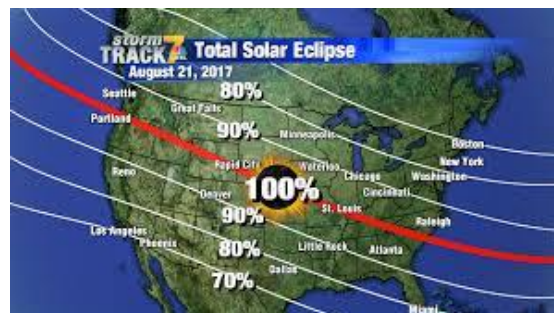 storm
TRACK 7 Total Solar Eclipse
August 21, 2017
Seattle 80%
Great Falls
Portland
90% Minneapolis
Boston
New York
Rapid City Waterloo
Chicago Washington
Reno Denver 100% Cincinnati
90% St. Louis
Raleigh
Los Angeles
Phoenix 80% Little Rock Atlanta
Dallas
70%
Miami